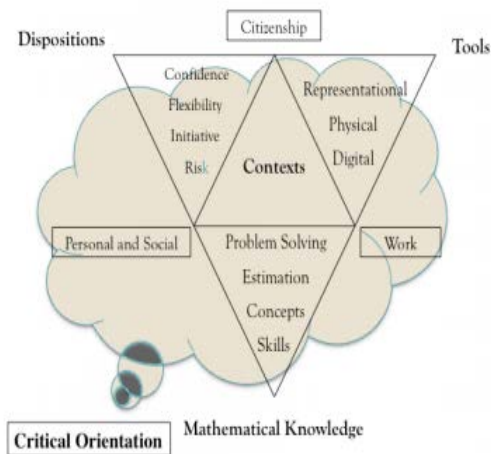 Citizenship
Dispositions
Tools
Confidence
Flexibility
Initiative
Risk
Representational
Physical
Digital
Contexts
Personal and Social
Problem Solving
Estimation
Concepts
Skills
Work
Critical Orientation
Mathematical Knowledge